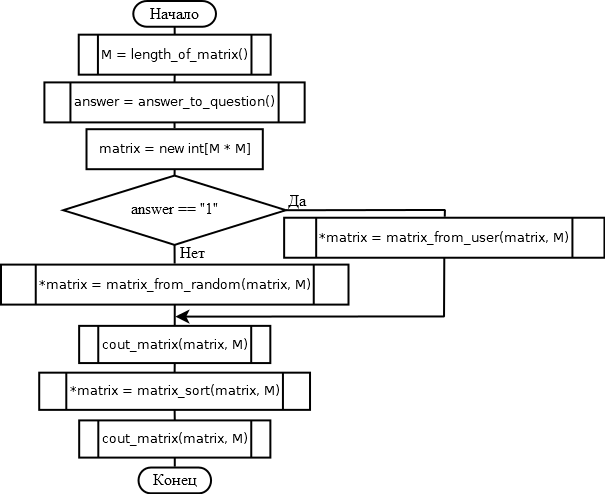 Начало
M = length_of_matrix()
answer = answer_to_question()
matrix = new int[M * M]
answer == "1"
Да
*matrix = matrix_from_user(matrix, M)
Нет
*matrix = matrix_from_random(matrix, M)
cout_matrix(matrix, M)
*matrix = matrix_sort(matrix, M)
cout_matrix(matrix, M)
Конец